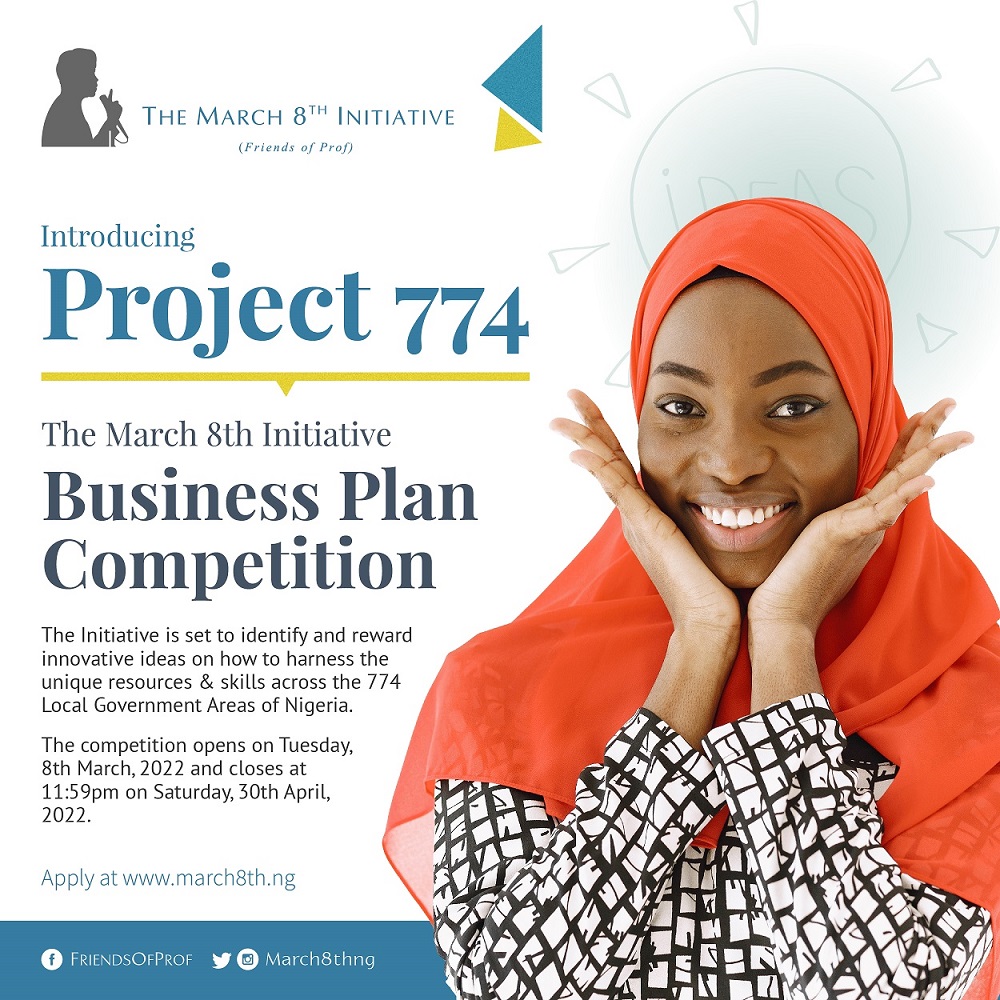 THE MARCH 8TH INITIATIVE
(Friends of Prof)
iDEAS
Introducing
Project 774
The March 8th Initiative
Business Plan
Competition
The Initiative is set to identify and reward
innovative ideas on how to harness the
unique resources & skills across the 774
Local Government Areas of Nigeria.
The competition opens on Tuesday,
8th March, 2022 and closes at
11:59pm on Saturday, 30th April,
2022.
Apply at www.march8th.ng
FRIENDSOFPROF March8thng